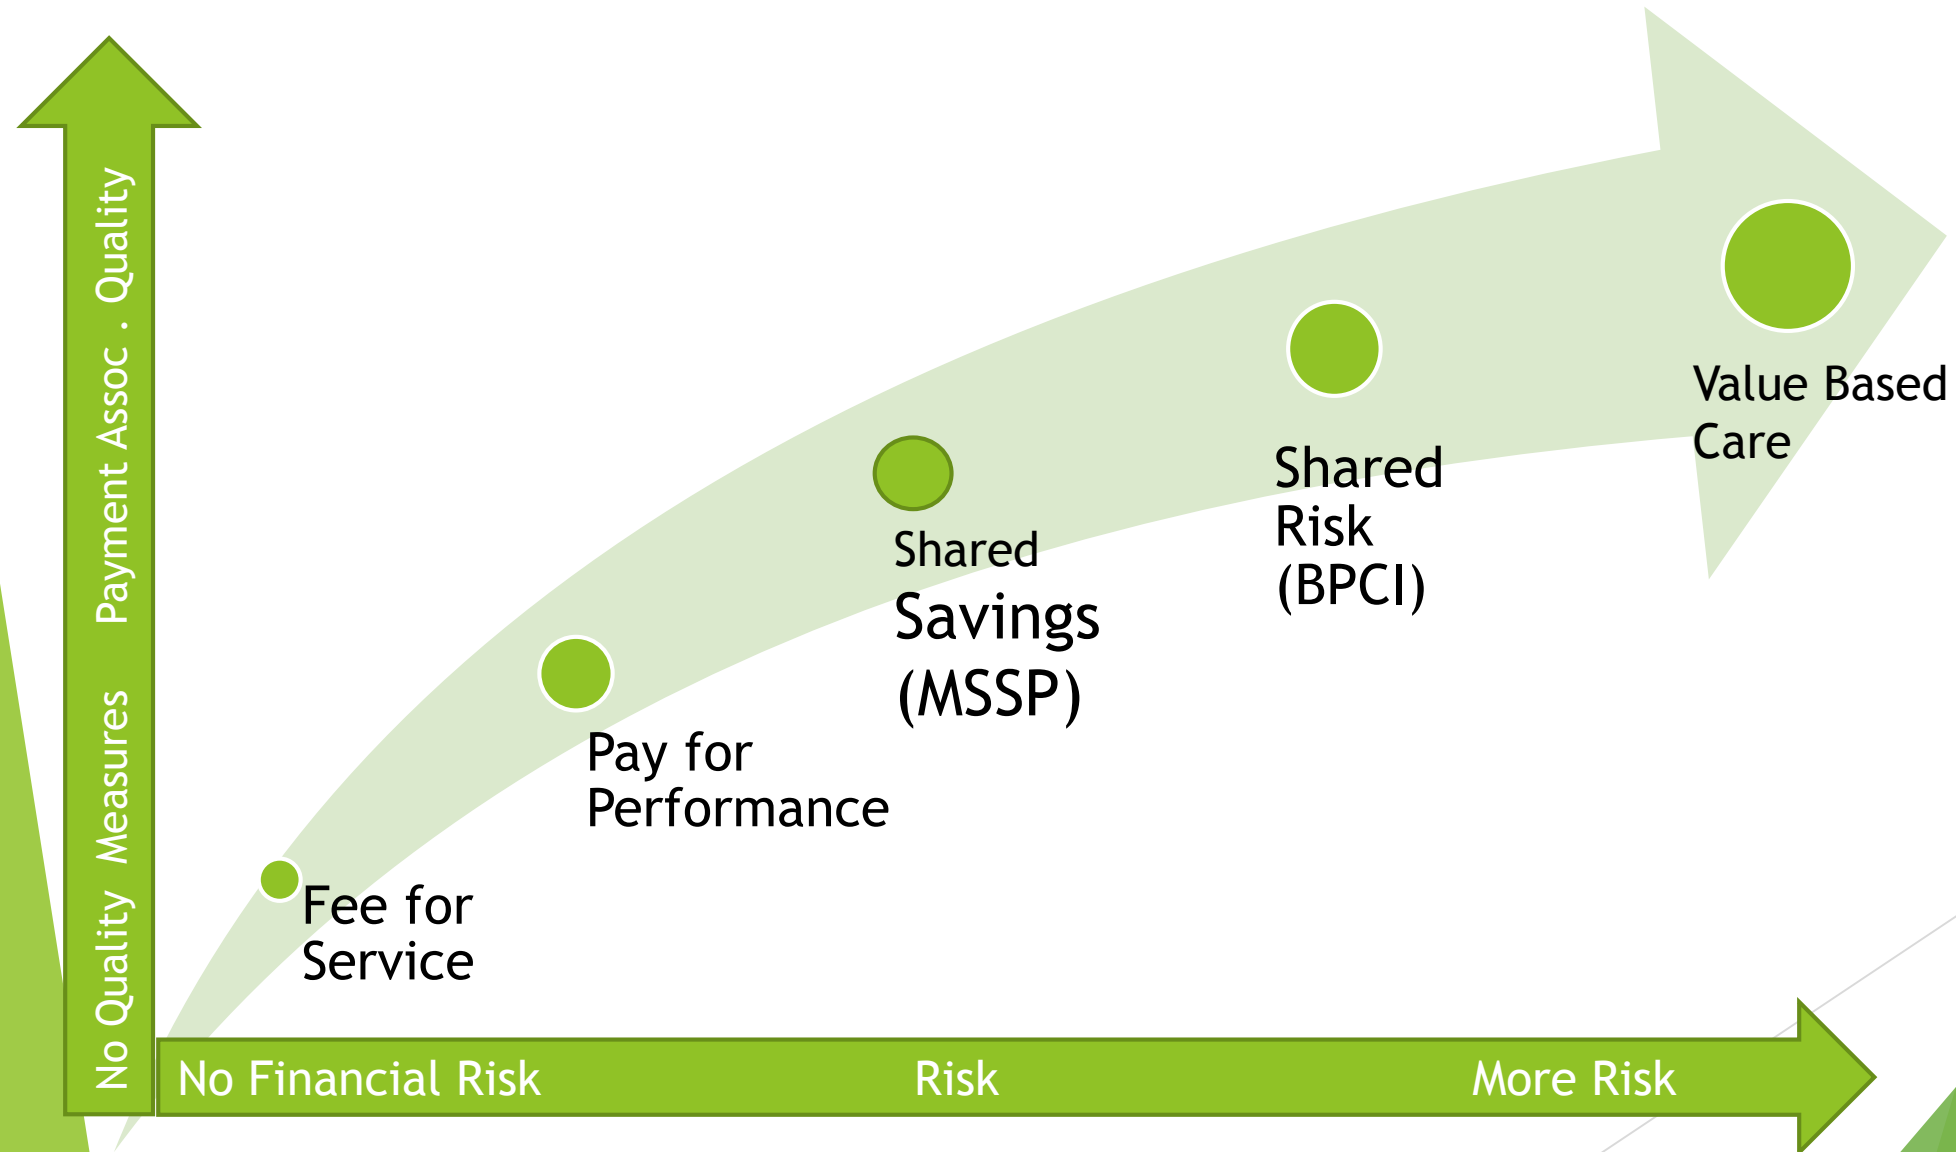 No Quality Measures Payment Assoc . Quality
Value Based
Care
Shared
Risk
(BPCI)
Shared
Savings
(MSSP)
Pay for
Performance
Fee for
Service
No Financial Risk Risk More Risk